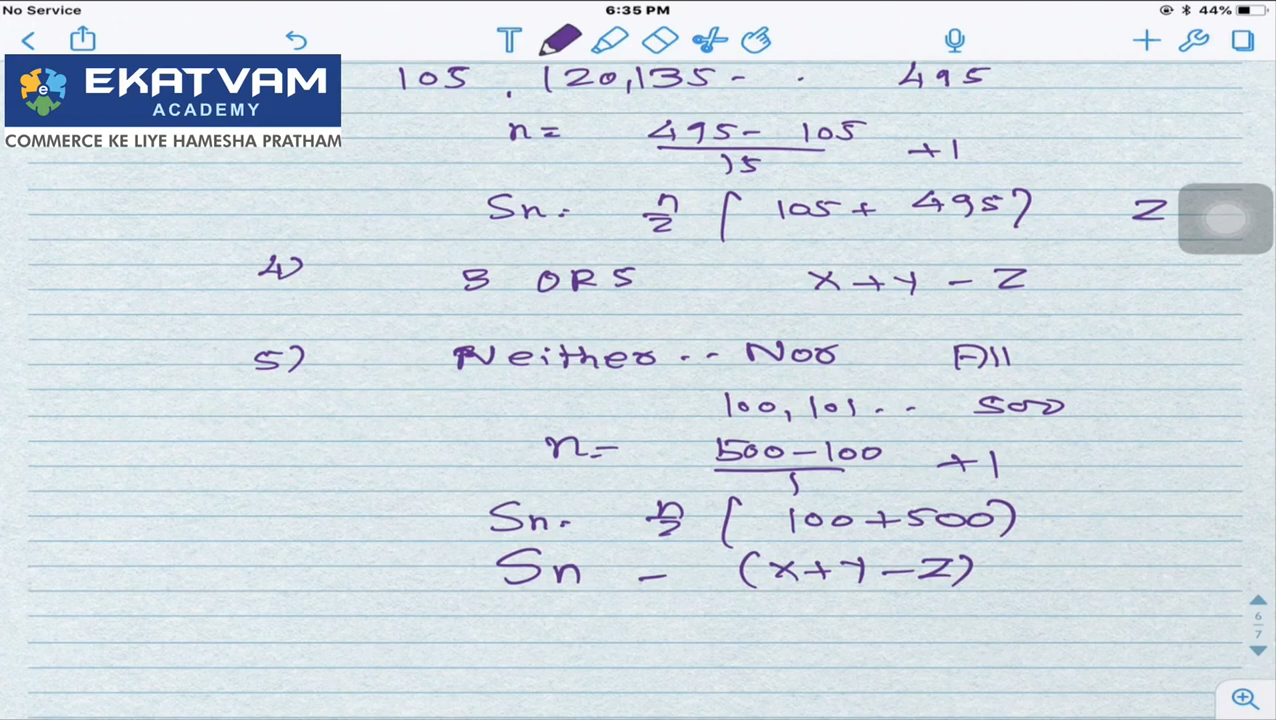 No Service 6:35 PM 44%
T
EKATVAM
ACADEMY
COMMERCE KE LIYE HAMESHA PRATHAM
105 , 120,135 - . 495
n = 495 - 105 / 15 + 1
Sn = n/2 [ 105 + 495 ) Z
4) 3 OR 5 X + Y - Z
5) Neither -- Nor All
100, 101 -- 500
n = 500 - 100 / 1 + 1
Sn = n/2 [ 100 + 500 )
Sn - (X + Y - Z)
6/7